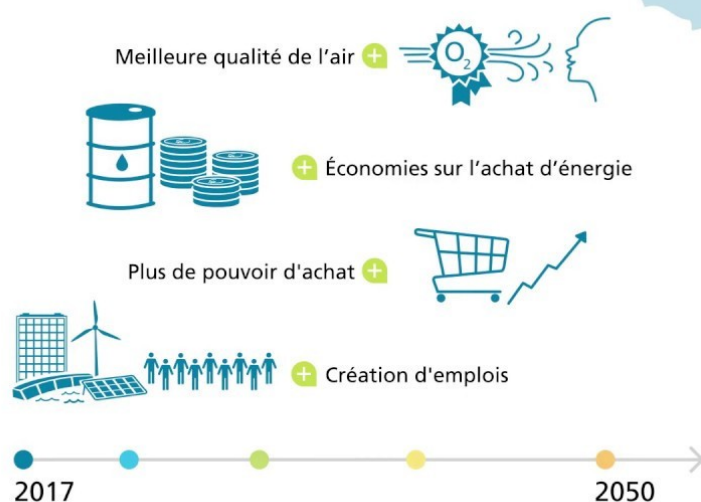 Meilleure qualité de l’air
O2
Économies sur l’achat d’énergie
Plus de pouvoir d'achat
Création d'emplois
2017 2050